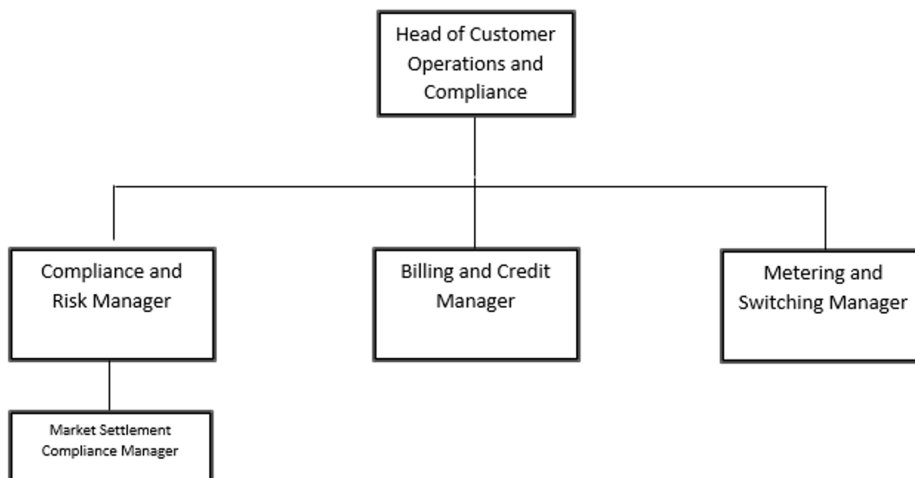 Head of Customer
Operations and
Compliance
Compliance and
Risk Manager
Billing and Credit
Manager
Metering and
Switching Manager
Market Settlement
Compliance Manager